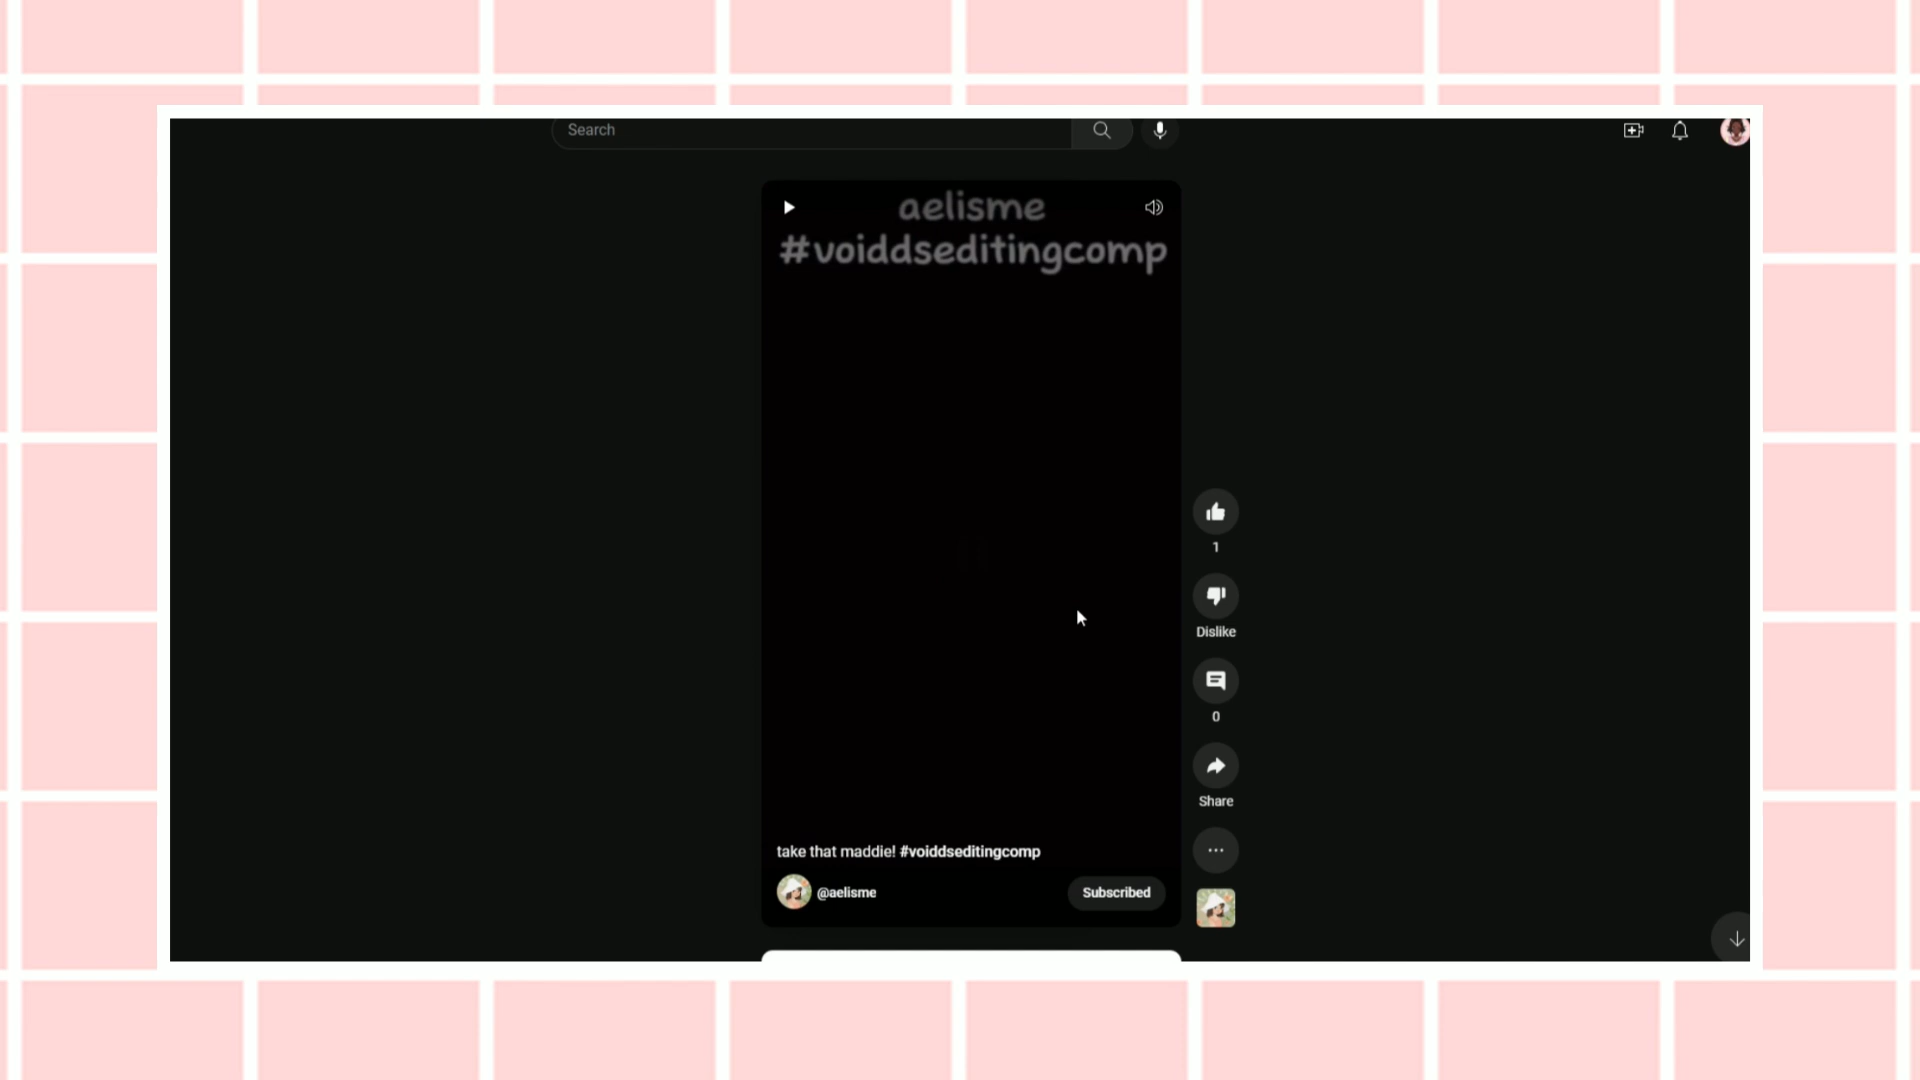 Search
aelisme
#voiddseditingcomp
1
Dislike
0
Share
take that maddie! #voiddseditingcomp
@aelisme
Subscribed